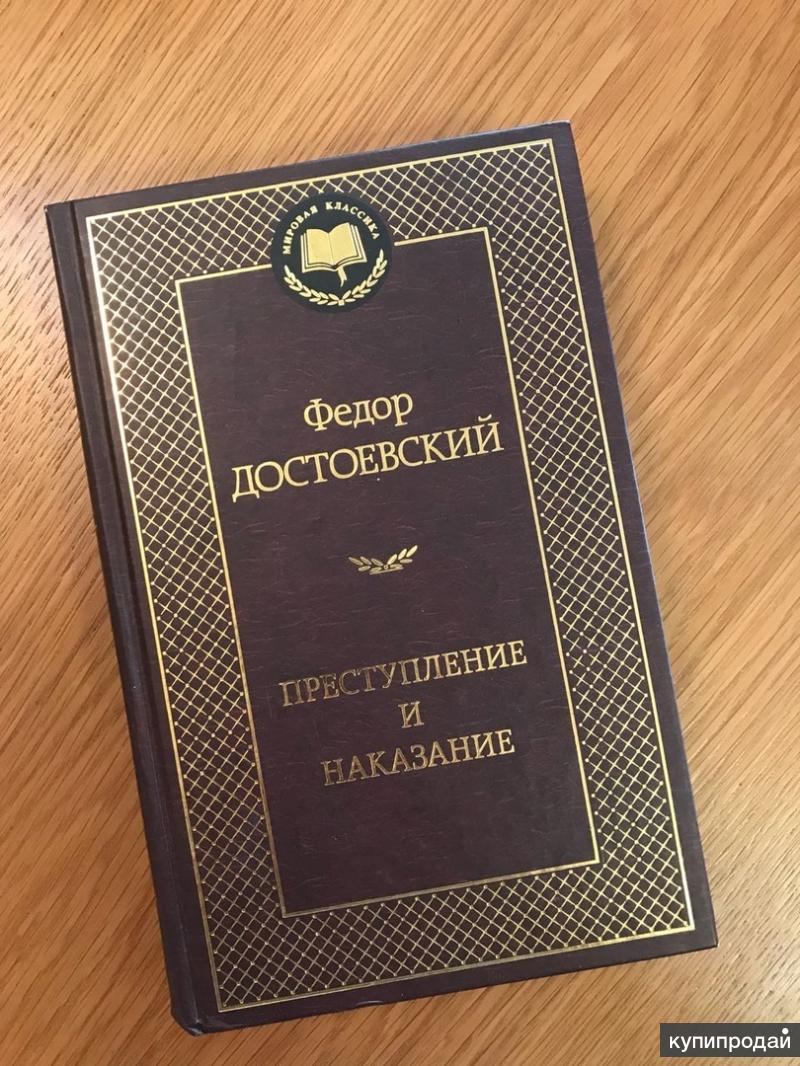 МИРОВАЯ КЛАССИКА
Федор
ДОСТОЕВСКИЙ
ПРЕСТУПЛЕНИЕ
И
НАКАЗАНИЕ
купипродай